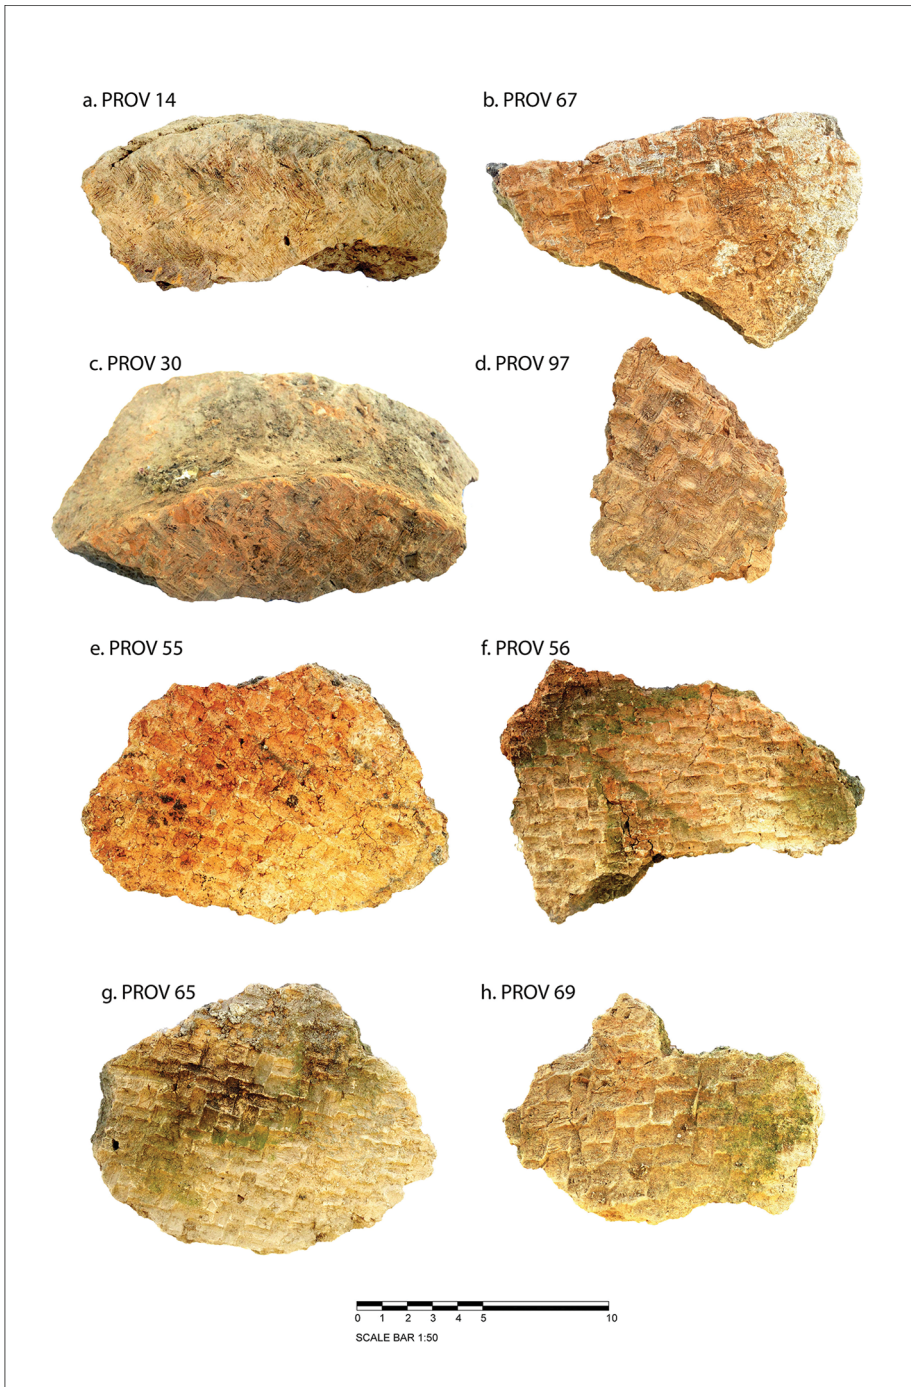 a. PROV 14
b. PROV 67
c. PROV 30
d. PROV 97
e. PROV 55
f. PROV 56
g. PROV 65
h. PROV 69
0 1 2 3 4 5 10
SCALE BAR 1:50